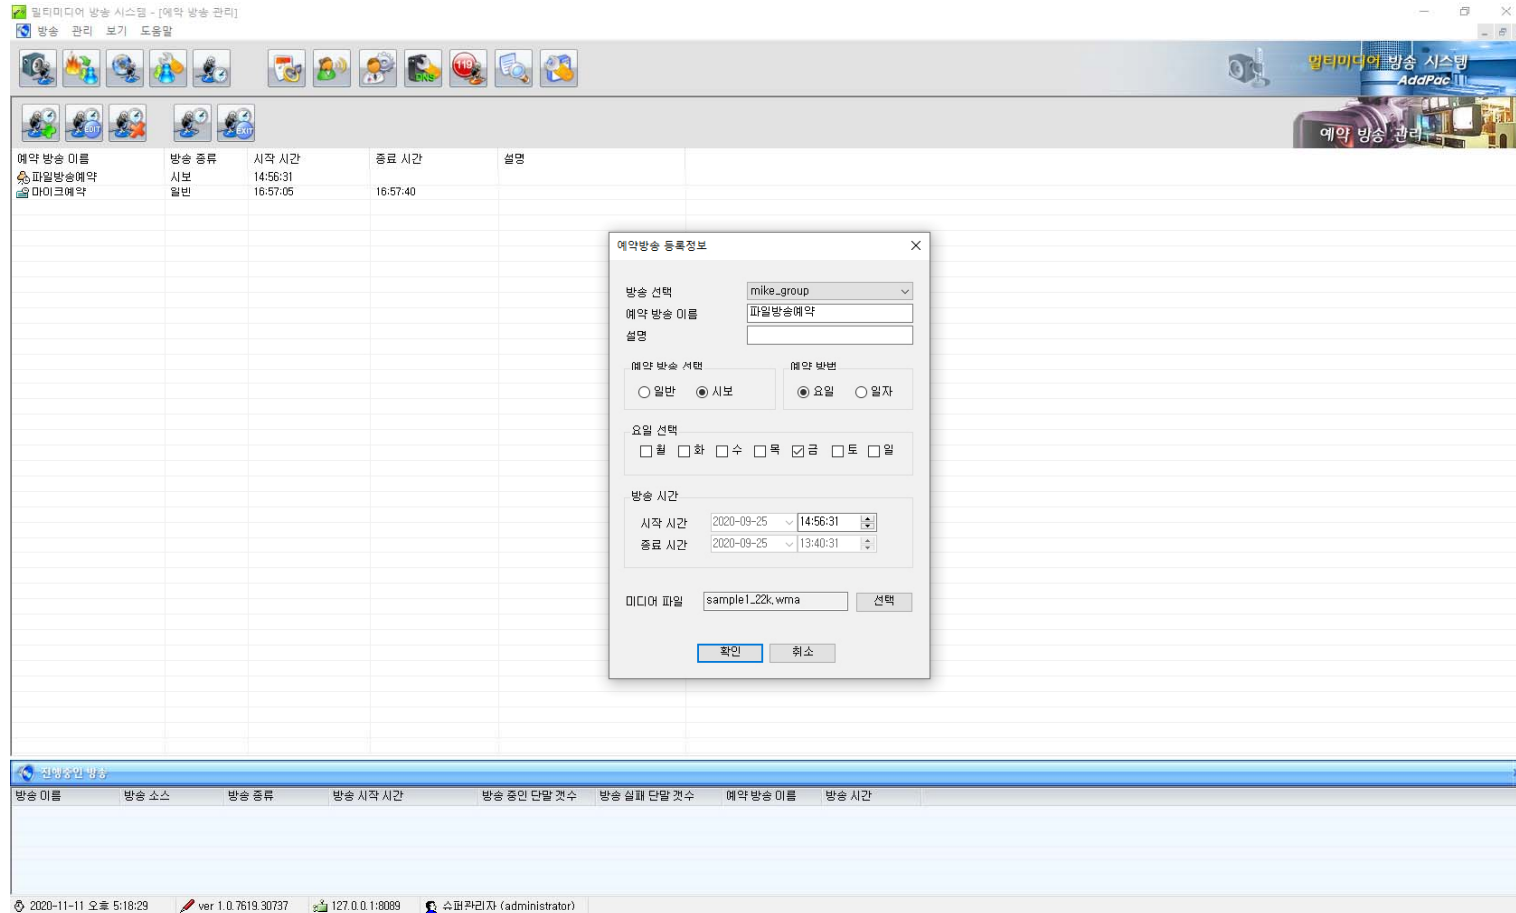 멀티미디어 방송 시스템 - [예약 방송 관리]
방송 관리 보기 도움말
DNS
119
멀티미디어 방송 시스템
AddPac
EDIT
EXIT
예약 방송 관리
예약 방송 이름 방송 종류 시작 시간 종료 시간 설명
파일방송예약 시보 14:56:31
마이크예약 일반 16:57:05 16:57:40
예약방송 등록정보
방송 선택 mike_group
예약 방송 이름 파일방송예약
설명
예약 방송 선택 예약 방법
일반 시보 요일 일자
요일 선택
월 화 수 목 금 토 일
방송 시간
시작 시간 2020-09-25 14:56:31
종료 시간 2020-09-25 13:40:31
미디어 파일 sample1_22k.wma 선택
확인 취소
진행중인 방송
방송 이름 방송 소스 방송 종류 방송 시작 시간 방송 중인 단말 갯수 방송 실패 단말 갯수 예약 방송 이름 방송 시간
2020-11-11 오후 5:18:29 ver 1.0.7619.30737 127.0.0.1:8089 슈퍼관리자 (administrator)